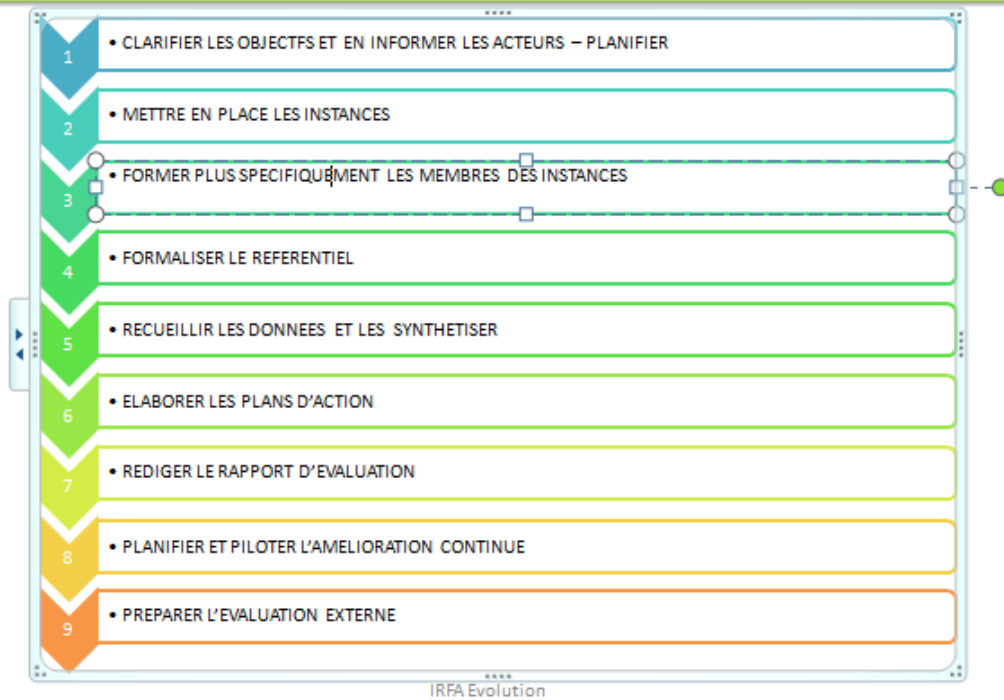 1
• CLARIFIER LES OBJECTFS ET EN INFORMER LES ACTEURS – PLANIFIER
2
• METTRE EN PLACE LES INSTANCES
3
• FORMER PLUS SPECIFIQUEMENT LES MEMBRES DES INSTANCES
4
• FORMALISER LE REFERENTIEL
5
• RECUEILLIR LES DONNEES ET LES SYNTHETISER
6
• ELABORER LES PLANS D’ACTION
7
• REDIGER LE RAPPORT D’EVALUATION
8
• PLANIFIER ET PILOTER L’AMELIORATION CONTINUE
9
• PREPARER L’EVALUATION EXTERNE
IRFA Evolution